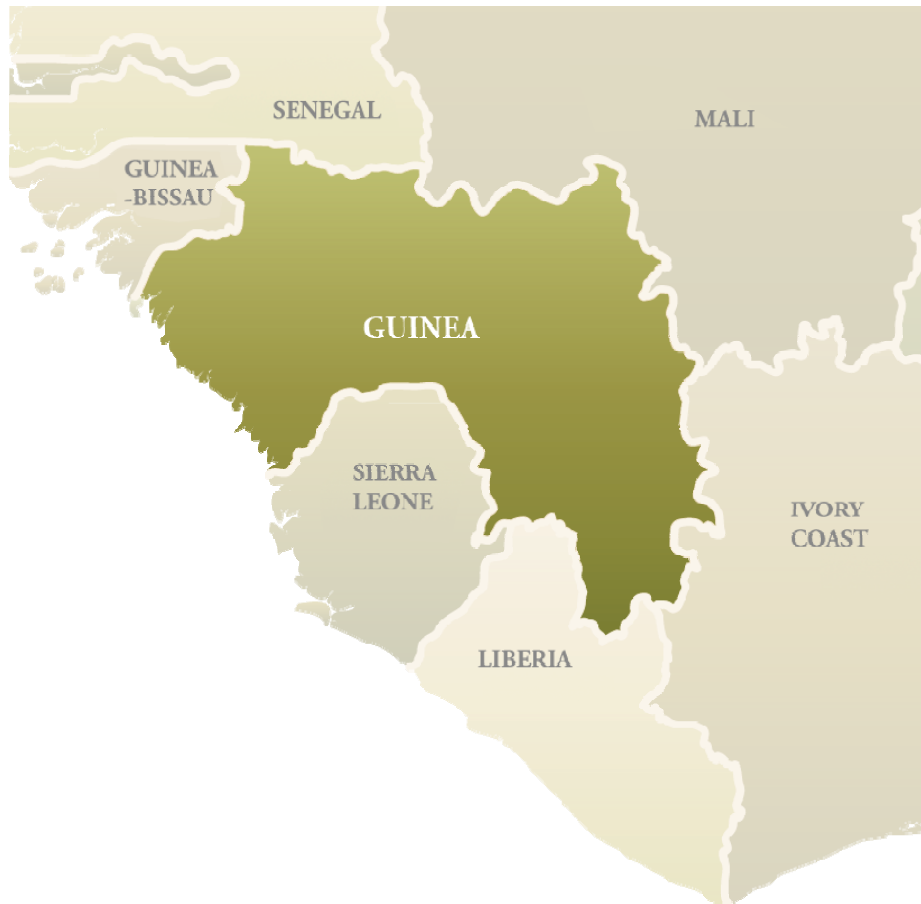 SENEGAL
MALI
GUINEA
-BISSAU
GUINEA
SIERRA
LEONE
IVORY
COAST
LIBERIA